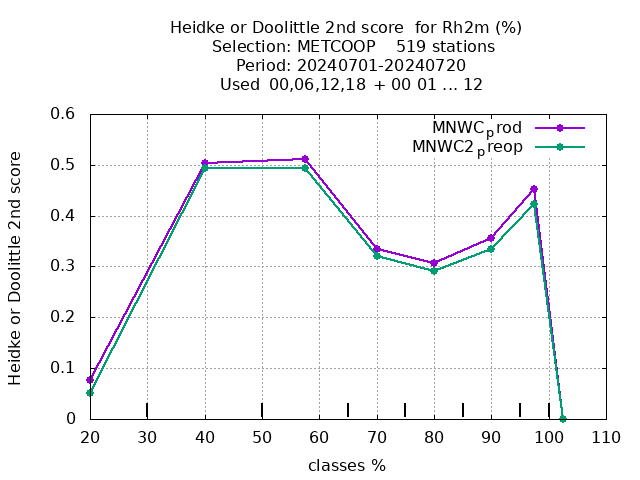 Heidke or Doolittle 2nd score  for Rh2m (%)
Selection: METCOOP    519 stations
Period: 20240701-20240720
Used  00,06,12,18 + 00 01 ... 12
MNWCprod
MNWC2preop
Heidke or Doolittle 2nd score
0.6
0.5
0.4
0.3
0.2
0.1
0
20 30 40 50 60 70 80 90 100 110
classes %